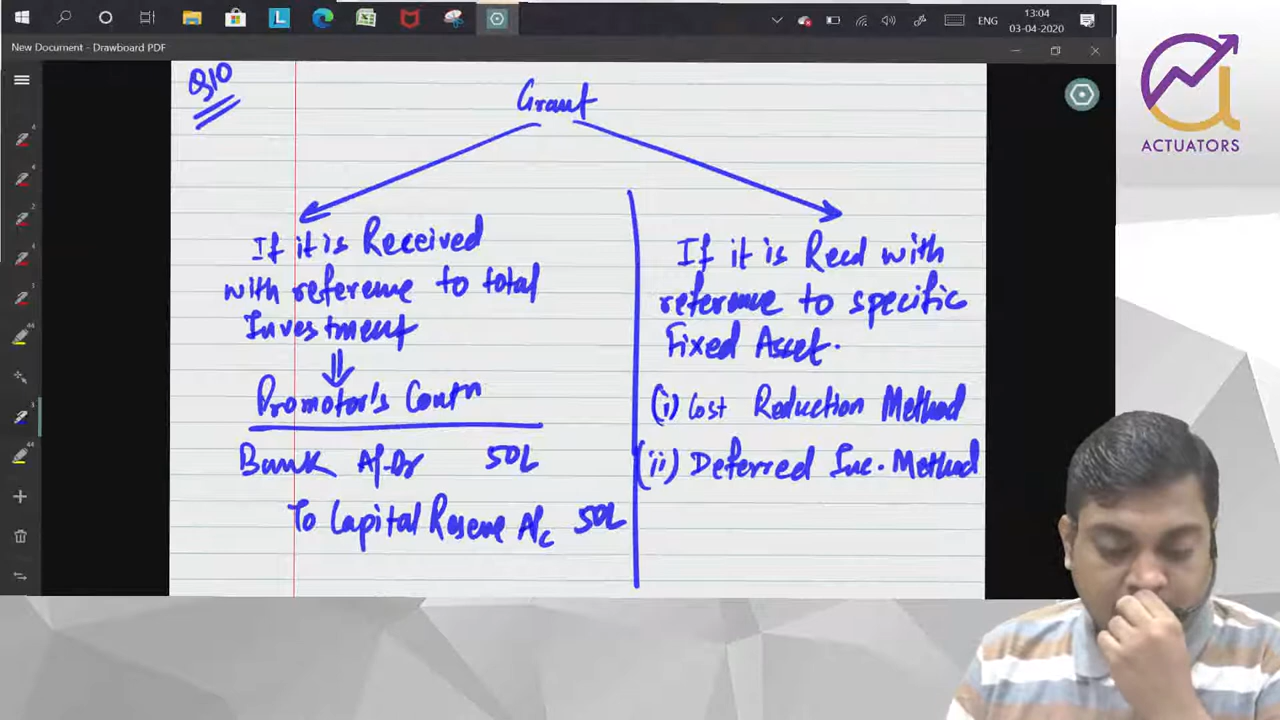 ENG
13:04
03-04-2020
New Document - Drawboard PDF
ACTUATORS
Q10
Grant
If it is Received
with reference to total
Investment
⇓
Promotor's Contn
Bank A/c Dr 50L
To Capital Reserve A/c 50L
If it is Recd with
reference to specific
Fixed Asset.
(i) Cost Reduction Method
(ii) Deferred Inc. Method